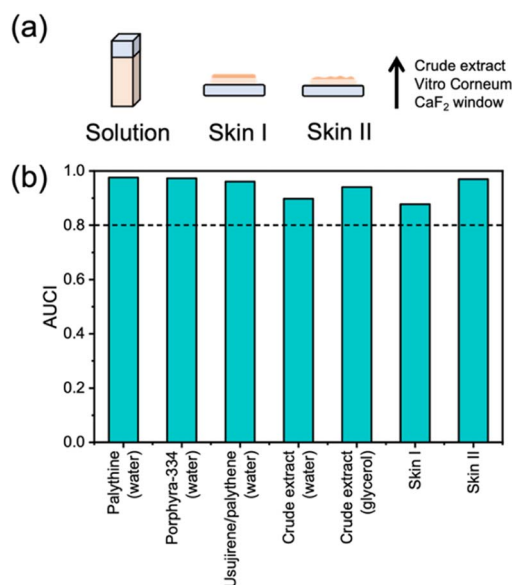 (a)
Crude extract
Vitro Corneum
CaF₂ window
Solution
Skin I
Skin II
(b)
1.0
0.8
0.6
0.4
0.2
0.0
AUCI
Palythine
(water)
Porphyra-334
(water)
Usujirene/palythene
(water)
Crude extract
(water)
Crude extract
(glycerol)
Skin I
Skin II